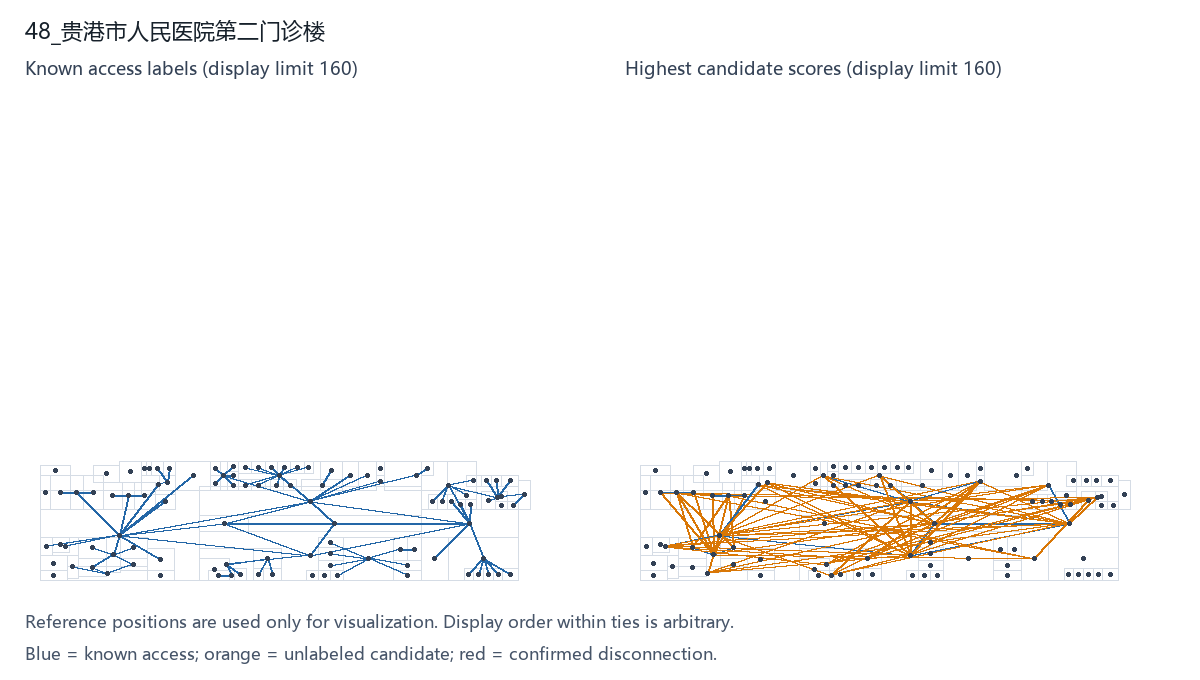 48_贵港市人民医院第二门诊楼
Known access labels (display limit 160)
Highest candidate scores (display limit 160)
Reference positions are used only for visualization. Display order within ties is arbitrary.
Blue = known access; orange = unlabeled candidate; red = confirmed disconnection.